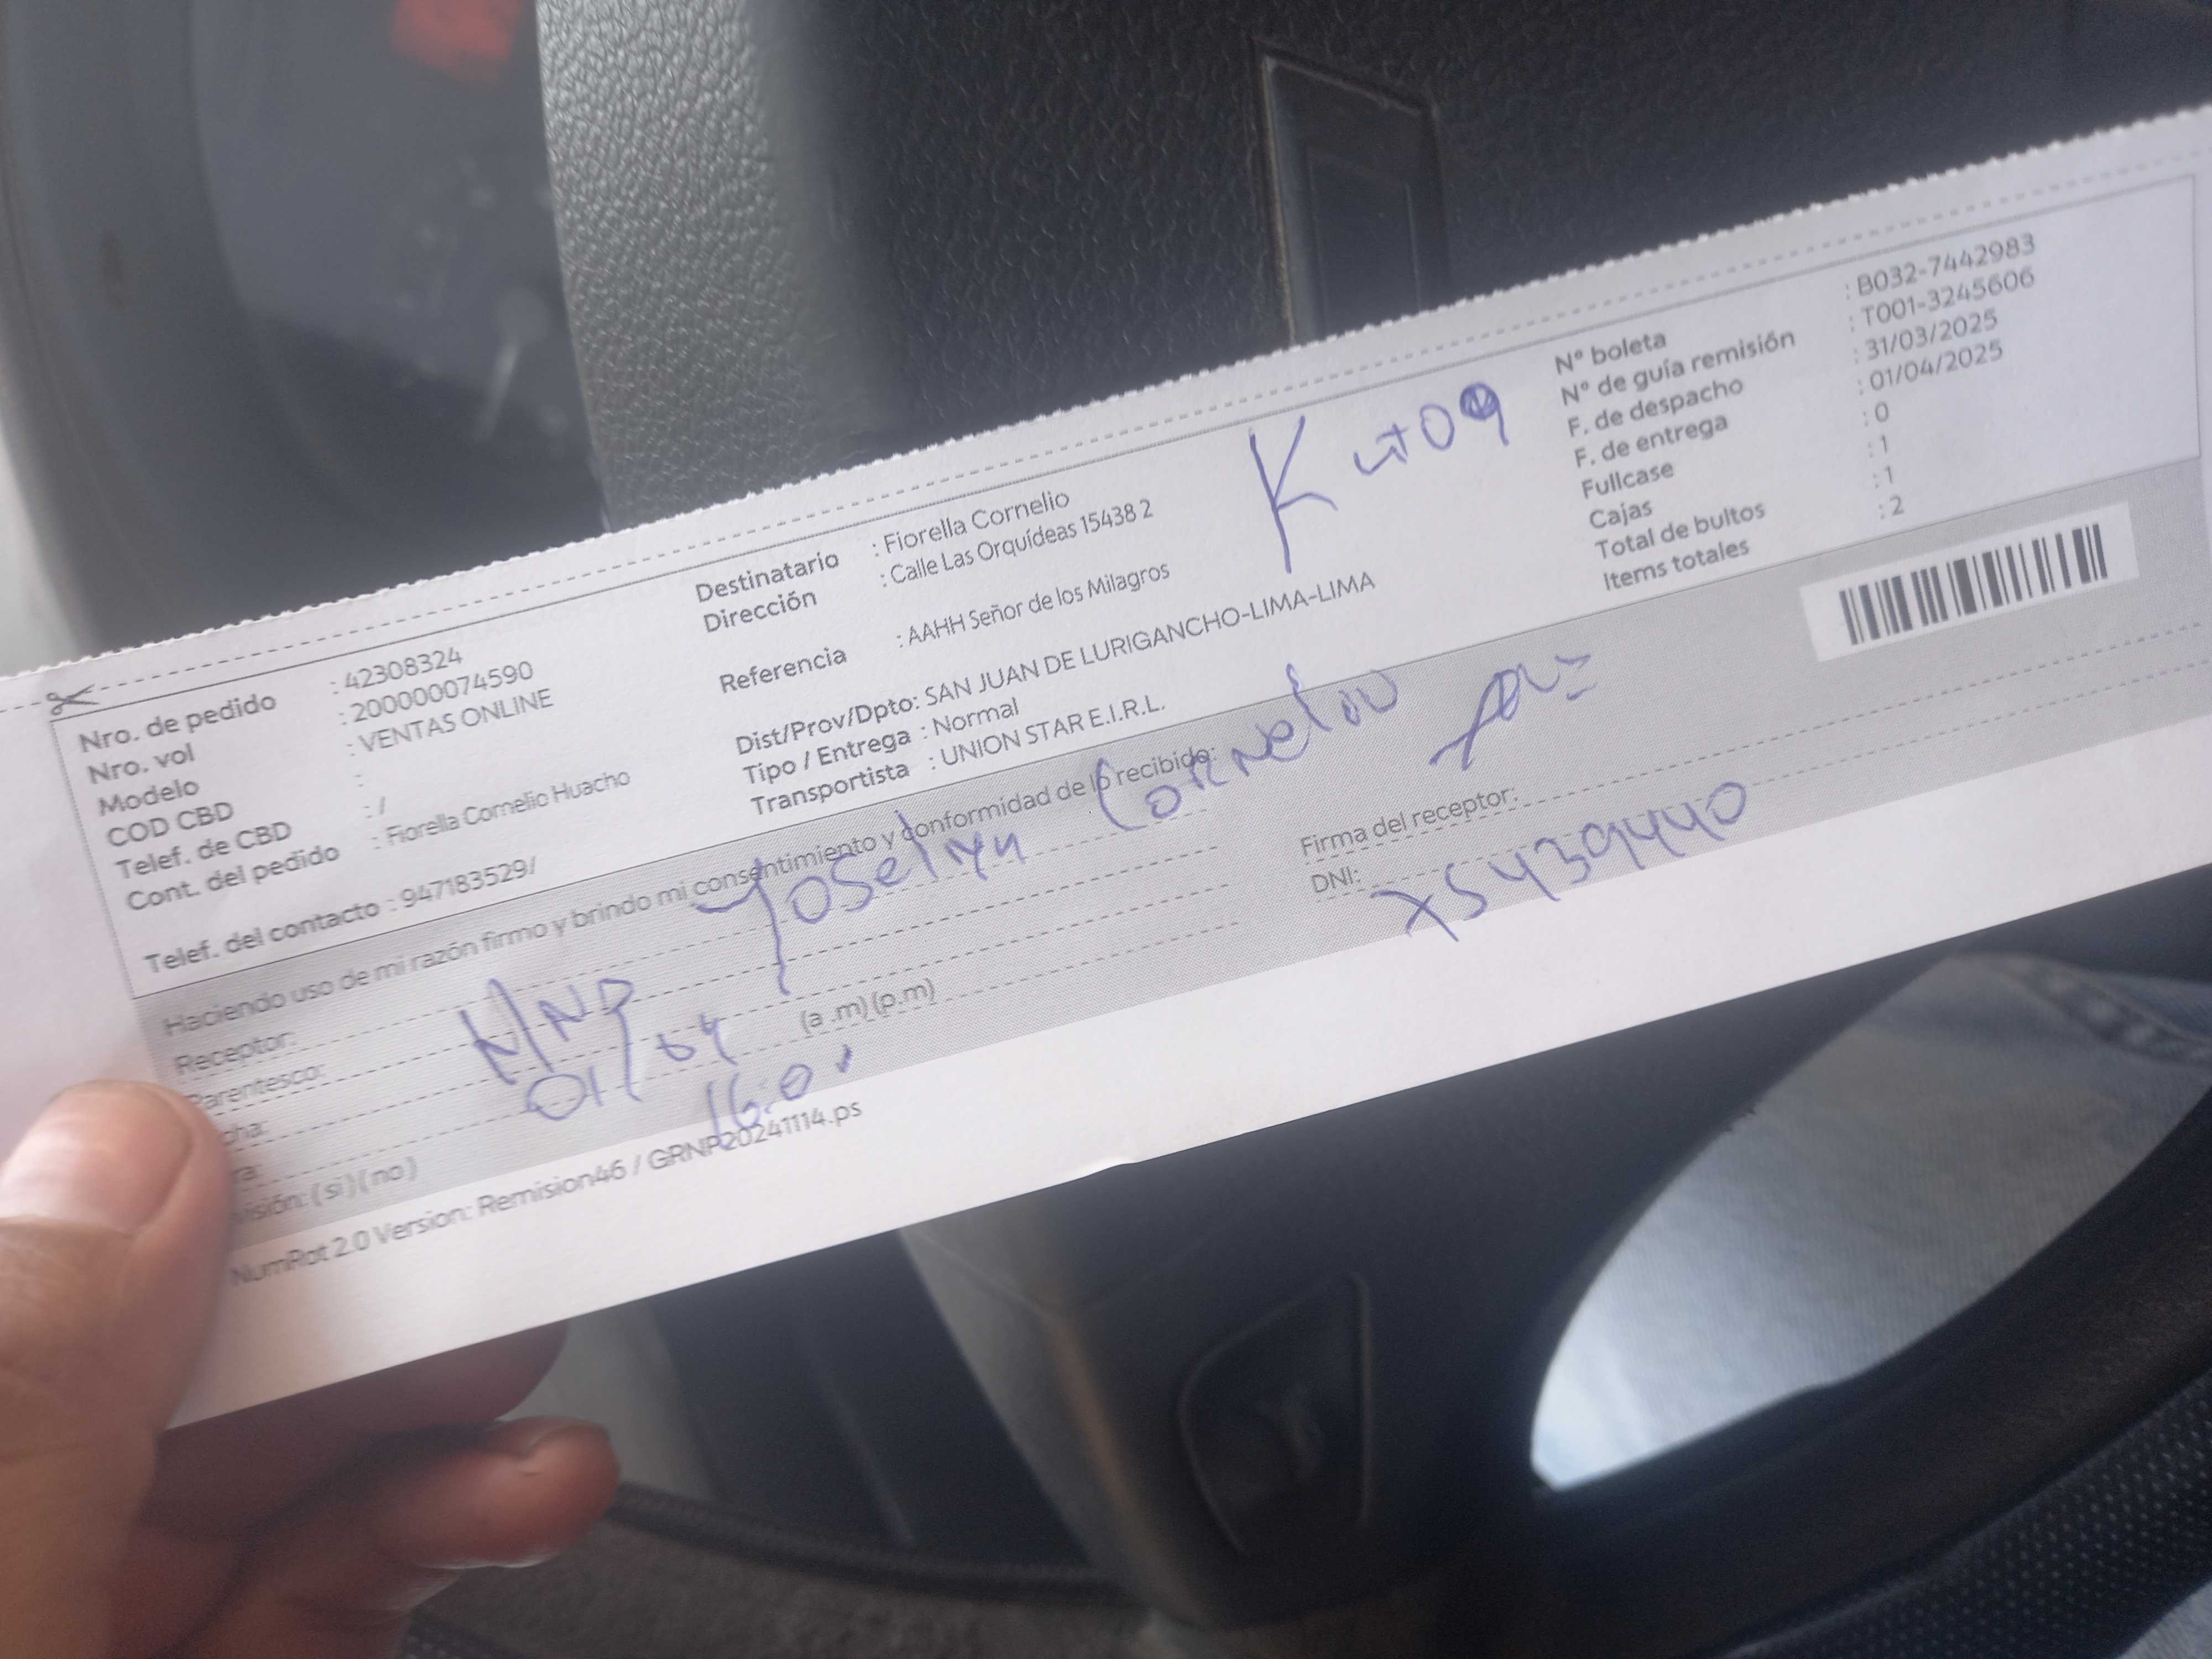 Nro. de pedido : 42308324
Nro. vol : 200000074590
Modelo : VENTAS ONLINE
COD CBD :
Telef. de CBD : /
Cont. del pedido : Fiorella Cornelio Huacho
Telef. del contacto : 947183529/
Destinatario : Fiorella Cornelio
Dirección : Calle Las Orquídeas 15438 2
Referencia : AAHH Señor de los Milagros
Dist/Prov/Dpto: SAN JUAN DE LURIGANCHO-LIMA-LIMA
Tipo / Entrega : Normal
Transportista : UNION STAR E.I.R.L.
N° boleta : B032-7442983
N° de guía remisión : T001-3245606
F. de despacho : 31/03/2025
F. de entrega : 01/04/2025
Fullcase : 0
Cajas : 1
Total de bultos : 1
Items totales : 2
Haciendo uso de mi razón firmo y brindo mi consentimiento y conformidad de lo recibido:
Receptor: Yoselyn
Parentesco:
cha: 01/04
ra: 16:0 (a .m)(p.m)
visión: (si)(no)
Firma del receptor:
DNI: 75439440
NumRot 2.0 Version: Remision46 / GRNP20241114.ps